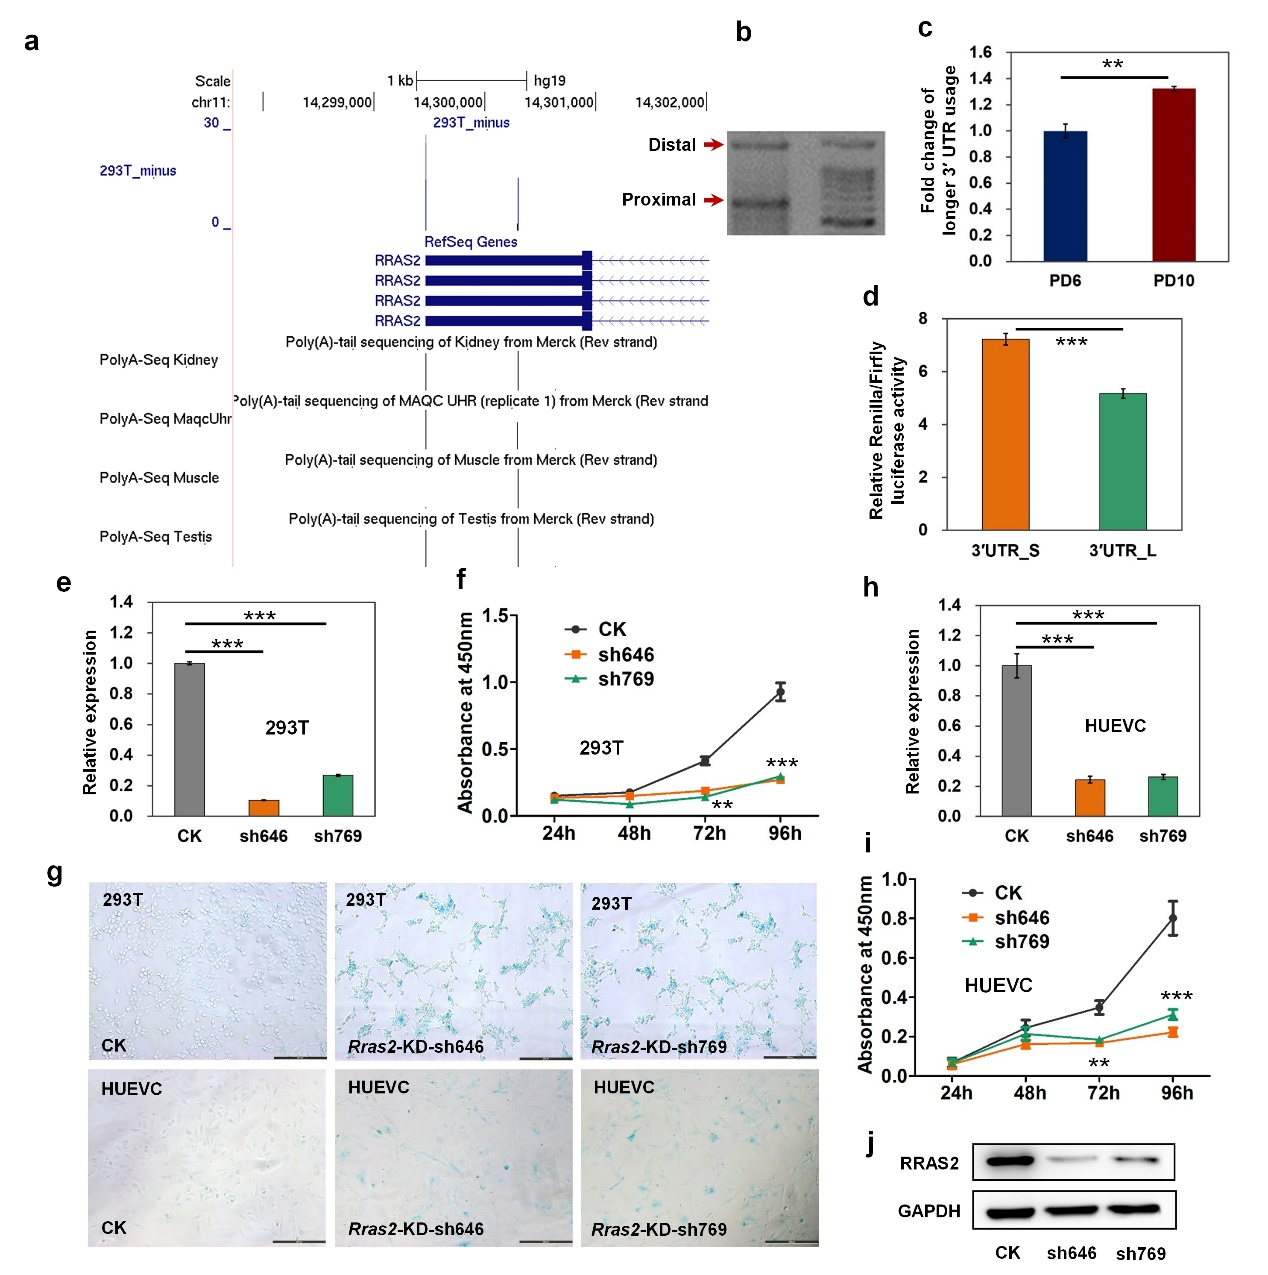 a
Scale
1 kb
hg19
chr11:
14,299,000
14,300,000
14,301,000
14,302,000
30
293T_minus
293T_minus
0
RefSeq Genes
RRAS2
RRAS2
RRAS2
RRAS2
Poly(A)-tail sequencing of Kidney from Merck (Rev strand)
PolyA-Seq Kidney
Poly(A)-tail sequencing of MAQC UHR (replicate 1) from Merck (Rev strand
PolyA-Seq MaqcUhr
Poly(A)-tail sequencing of Muscle from Merck (Rev strand)
PolyA-Seq Muscle
Poly(A)-tail sequencing of Testis from Merck (Rev strand)
PolyA-Seq Testis
b
Distal
Proximal
c
Fold change of
longer 3′ UTR usage
1.6
1.4
1.2
1.0
0.8
0.6
0.4
0.2
0.0
**
PD6
PD10
d
Relative Renilla/Firfly
luciferase activity
8
6
4
2
0
***
3′UTR_S
3′UTR_L
e
Relative expression
1.4
1.2
1.0
0.8
0.6
0.4
0.2
0.0
***
***
293T
CK
sh646
sh769
f
Absorbance at 450nm
1.5
1.0
0.5
0.0
CK
sh646
sh769
293T
***
**
24h
48h
72h
96h
h
Relative expression
1.4
1.2
1.0
0.8
0.6
0.4
0.2
0.0
***
***
HUEVC
CK
sh646
sh769
g
293T
CK
293T
Rras2-KD-sh646
293T
Rras2-KD-sh769
HUEVC
CK
HUEVC
Rras2-KD-sh646
HUEVC
Rras2-KD-sh769
i
Absorbance at 450nm
1.0
0.8
0.6
0.4
0.2
0.0
CK
sh646
sh769
HUEVC
***
**
24h
48h
72h
96h
j
RRAS2
GAPDH
CK
sh646
sh769